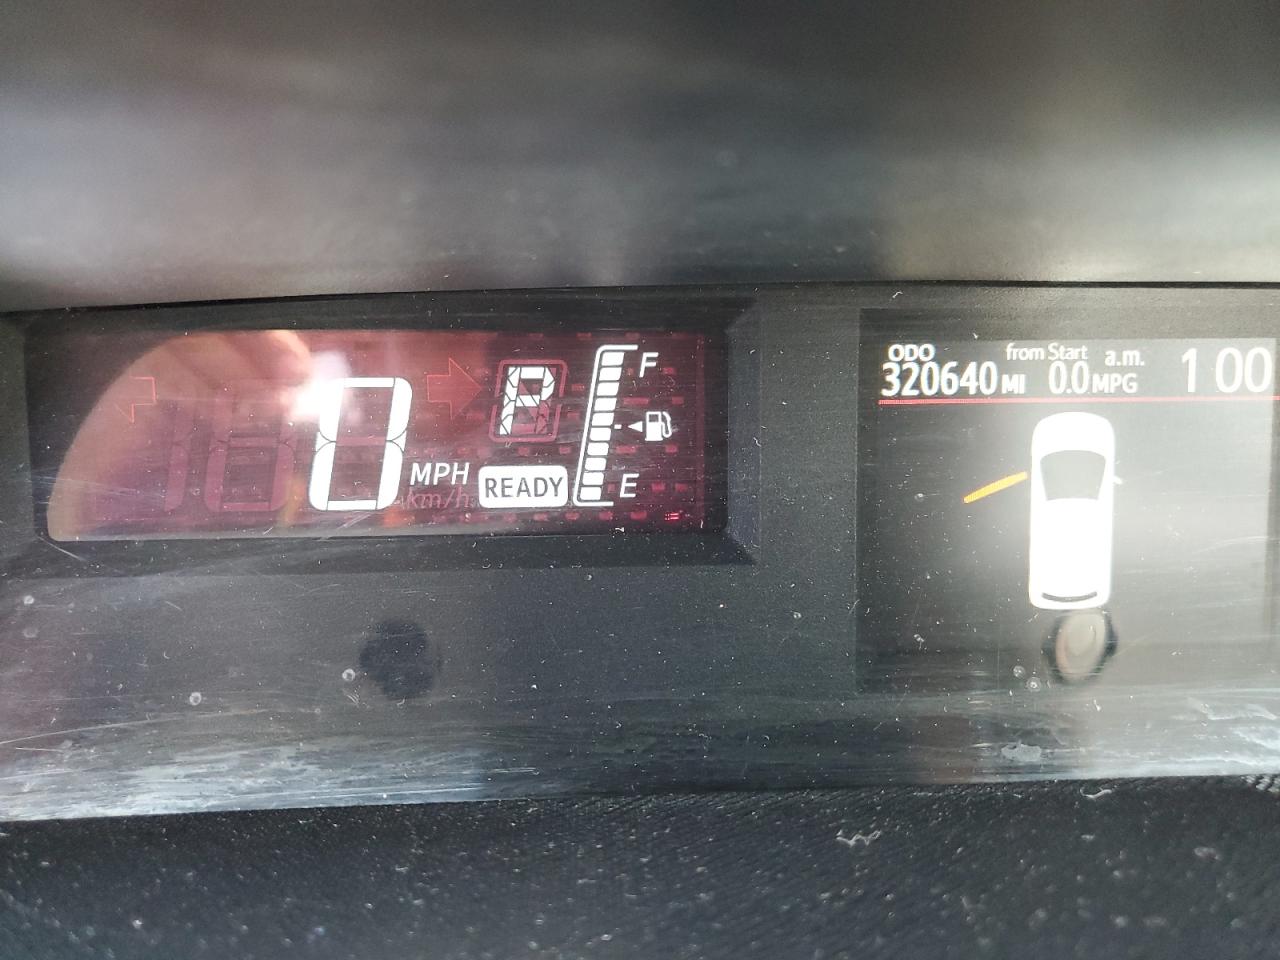 0 MPH
km/h
P
READY
F
E
ODO from Start a.m. 1 00
320640 MI 0.0 MPG